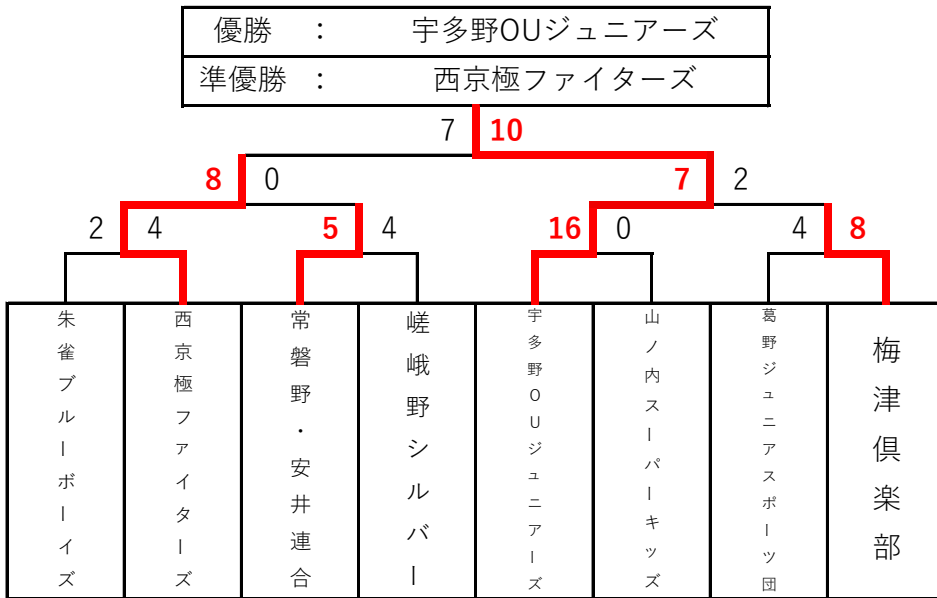 優勝 : 宇多野OUジュニアーズ
準優勝 : 西京極ファイターズ
7 10
8 0 7 2
2 4 5 4 16 0 4 8
朱雀ブルーボーイズ
西京極ファイターズ
常磐野・安井連合
嵯峨野シルバー
宇多野OUジュニアーズ
山ノ内スーパーキッズ
葛野ジュニアスポーツ団
梅津倶楽部